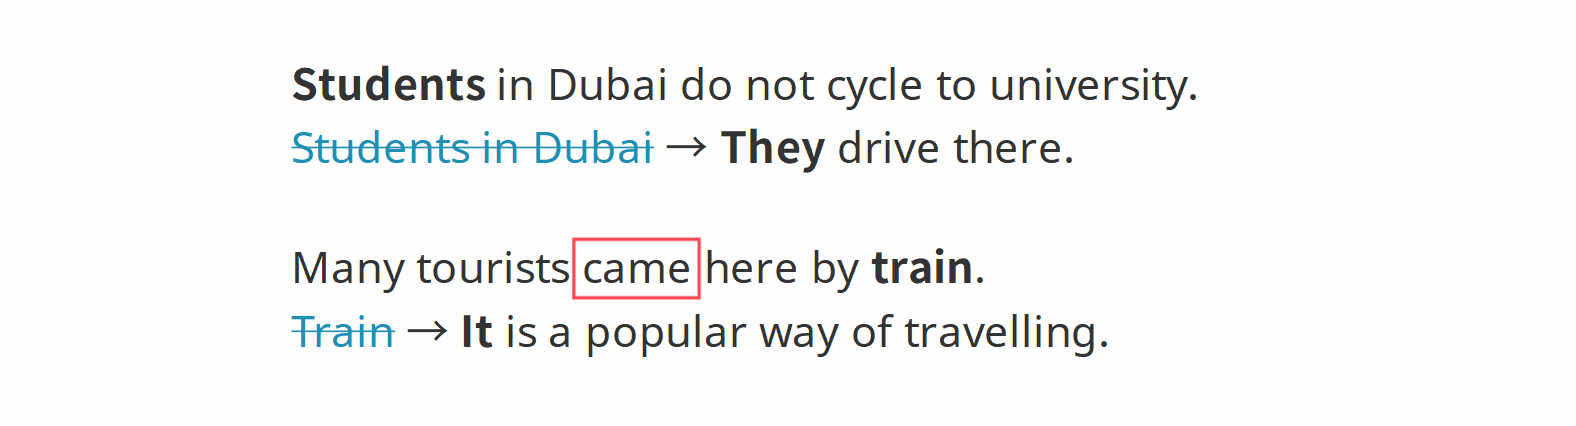 Students in Dubai do not cycle to university.
Students in Dubai → They drive there.
Many tourists came here by train.
Train → It is a popular way of travelling.